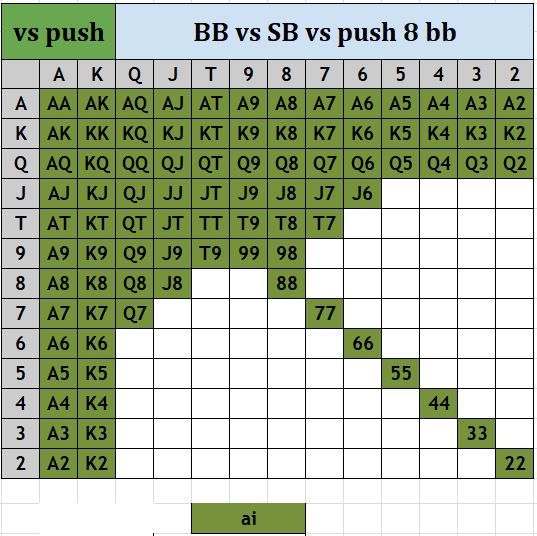 vs push BB vs SB vs push 8 bb
A K Q J T 9 8 7 6 5 4 3 2
A AA AK AQ AJ AT A9 A8 A7 A6 A5 A4 A3 A2
K AK KK KQ KJ KT K9 K8 K7 K6 K5 K4 K3 K2
Q AQ KQ QQ QJ QT Q9 Q8 Q7 Q6 Q5 Q4 Q3 Q2
J AJ KJ QJ JJ JT J9 J8 J7 J6
T AT KT QT JT TT T9 T8 T7
9 A9 K9 Q9 J9 T9 99 98
8 A8 K8 Q8 J8 88
7 A7 K7 Q7 77
6 A6 K6 66
5 A5 K5 55
4 A4 K4 44
3 A3 K3 33
2 A2 K2 22
ai